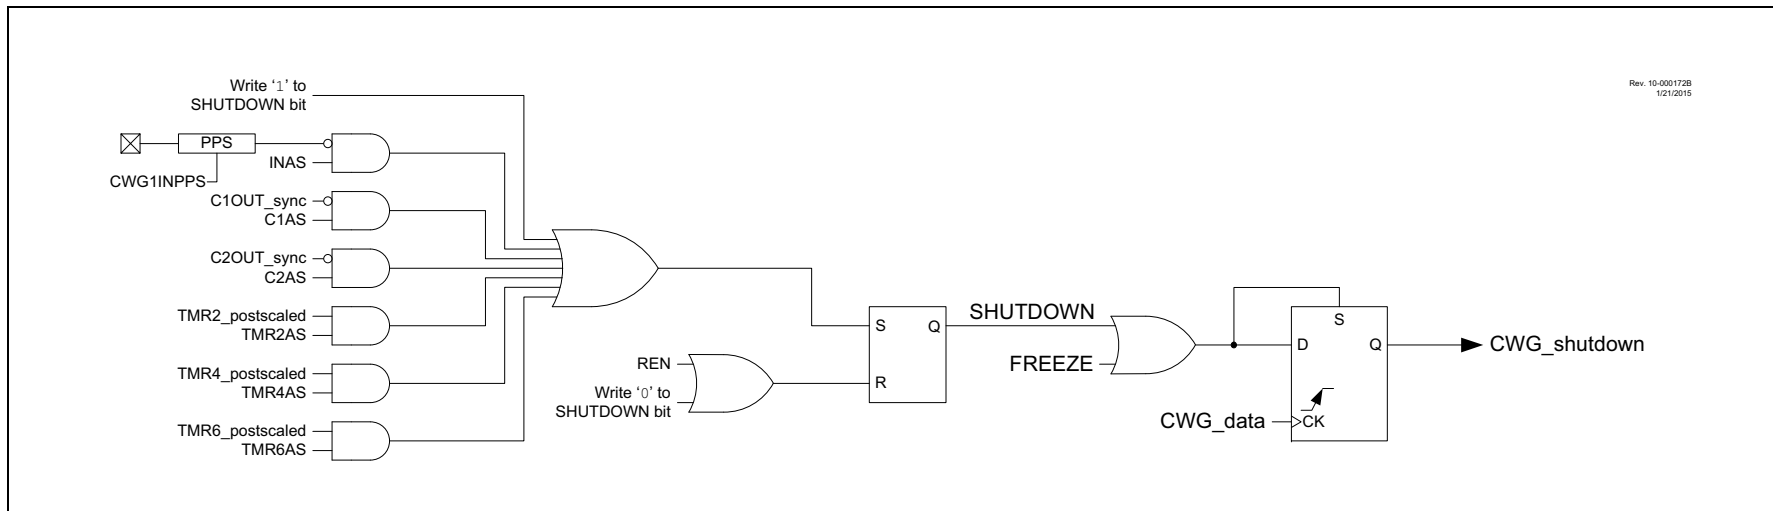 Rev. 10-000172B
1/21/2015
Write ‘1’ to
SHUTDOWN bit
PPS
INAS
CWG1INPPS
C1OUT_sync
C1AS
C2OUT_sync
C2AS
TMR2_postscaled
TMR2AS
TMR4_postscaled
TMR4AS
TMR6_postscaled
TMR6AS
REN
Write ‘0’ to
SHUTDOWN bit
S
Q
R
SHUTDOWN
FREEZE
S
D
Q
CWG_data
CK
CWG_shutdown